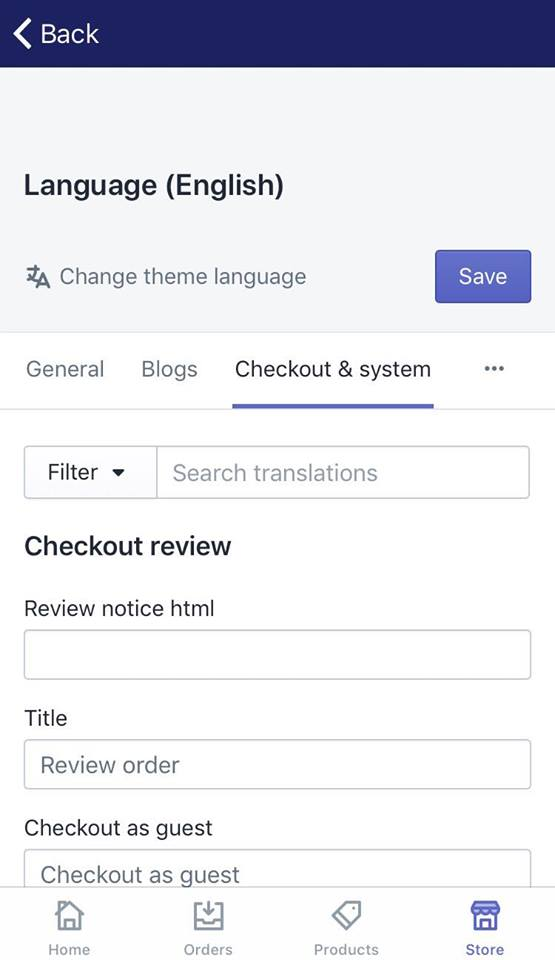 Back
Language (English)
Change theme language
Save
General Blogs Checkout & system ...
Filter Search translations
Checkout review
Review notice html
Title
Review order
Checkout as guest
Checkout as guest
Home Orders Products Store